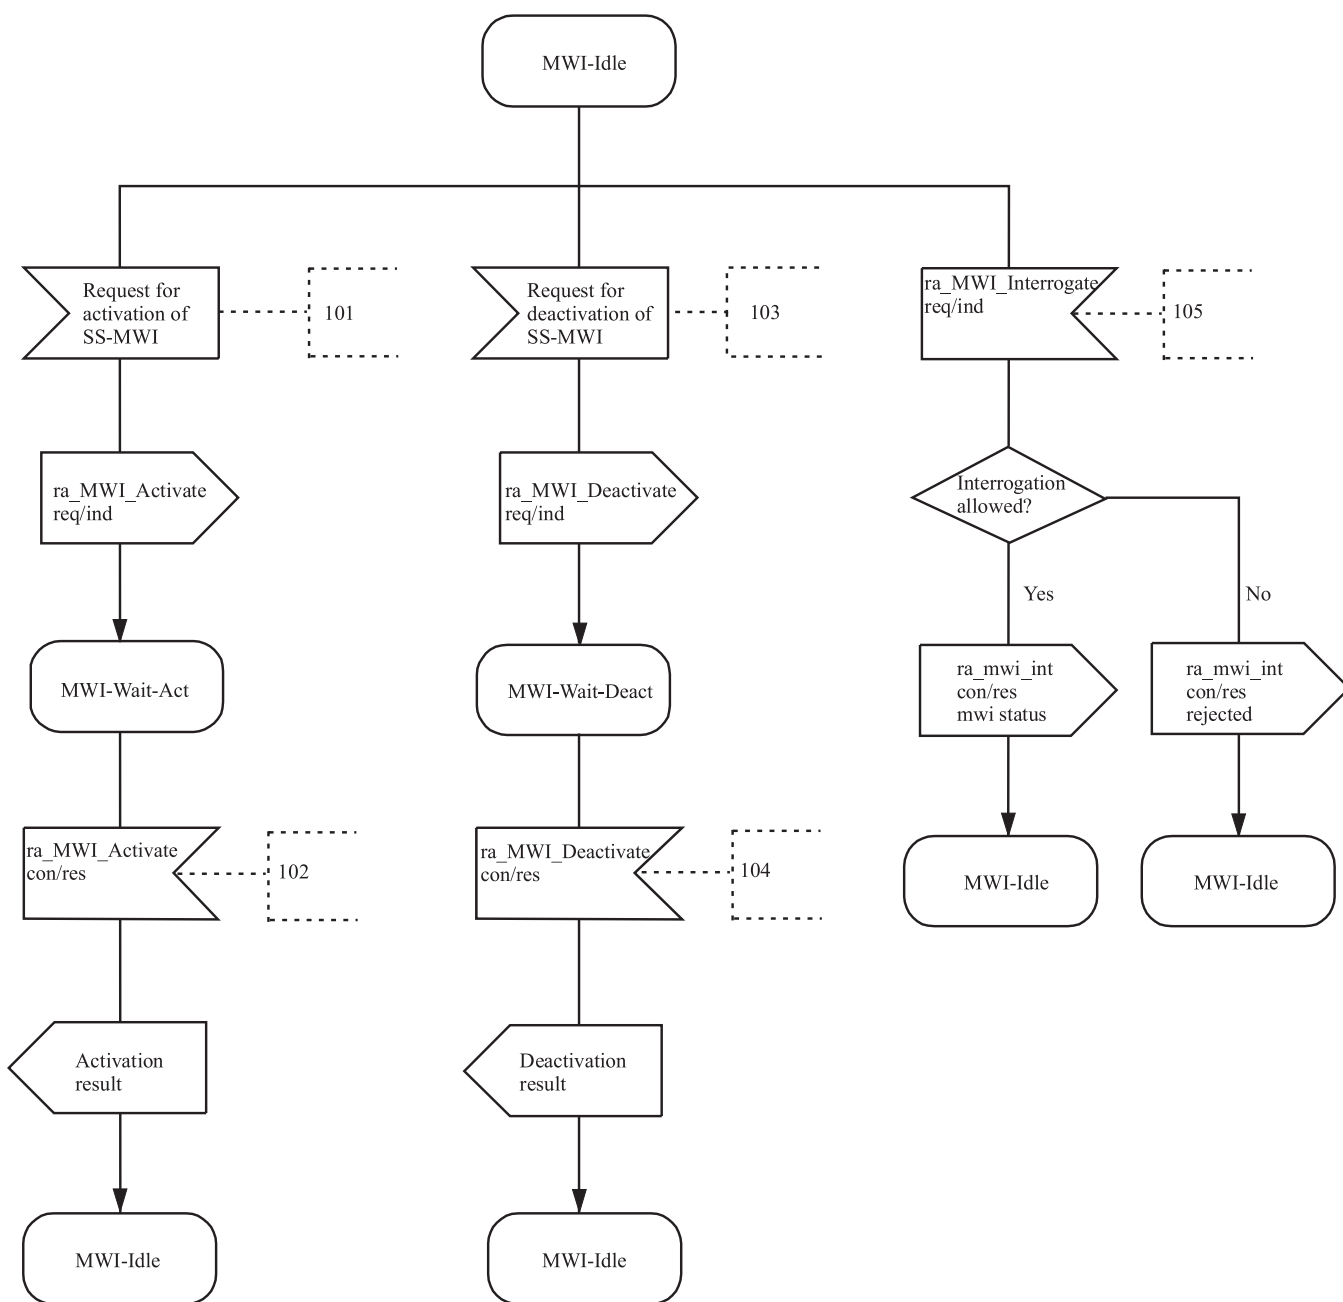 MWI-Idle
Request for
activation of
SS-MWI
101
Request for
deactivation of
SS-MWI
103
ra_MWI_Interrogate
req/ind
105
ra_MWI_Activate
req/ind
ra_MWI_Deactivate
req/ind
Interrogation
allowed?
Yes
No
MWI-Wait-Act
MWI-Wait-Deact
ra_mwi_int
con/res
mwi status
ra_mwi_int
con/res
rejected
ra_MWI_Activate
con/res
102
ra_MWI_Deactivate
con/res
104
MWI-Idle
MWI-Idle
Activation
result
Deactivation
result
MWI-Idle
MWI-Idle